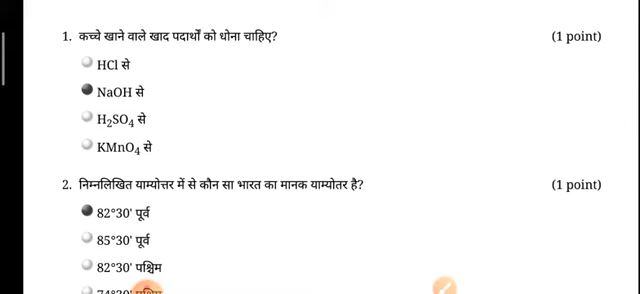 1. कच्चे खाने वाले खाद पदार्थों को धोना चाहिए? (1 point)
HCl से
NaOH से
H₂SO₄ से
KMnO₄ से
2. निम्नलिखित याम्योत्तर में से कौन सा भारत का मानक याम्योतर है? (1 point)
82°30' पूर्व
85°30' पूर्व
82°30' पश्चिम